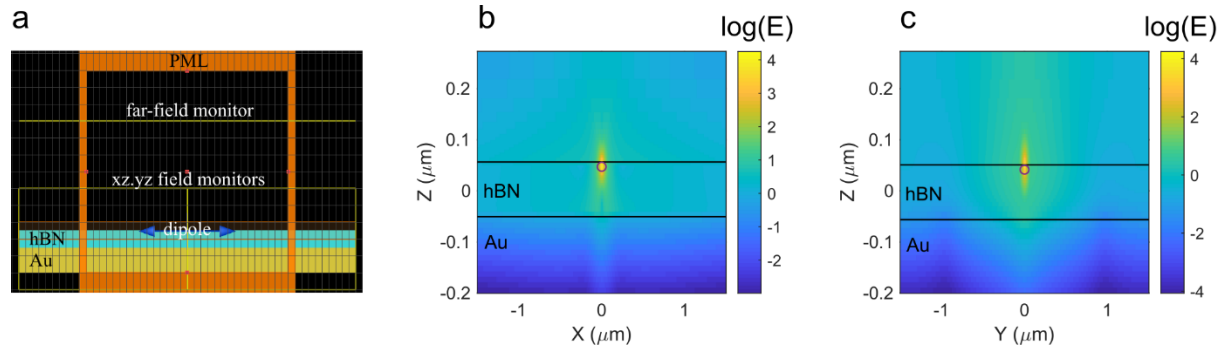 a
PML
far-field monitor
xz.yz field monitors
dipole
hBN
Au
b
log(E)
0.2
0.1
0
-0.1
-0.2
Z (μm)
hBN
Au
-1
0
1
X (μm)
4
3
2
1
0
-1
-2
c
log(E)
0.2
0.1
0
-0.1
-0.2
Z (μm)
hBN
Au
-1
0
1
Y (μm)
4
2
0
-2
-4